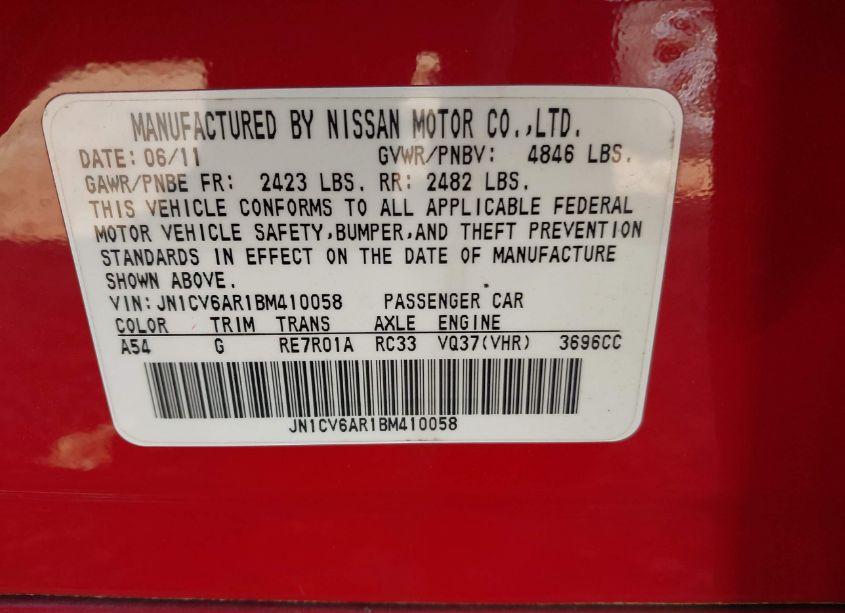 MANUFACTURED BY NISSAN MOTOR CO.,LTD.
DATE: 06/11 GVWR/PNBV: 4846 LBS.
GAWR/PNBE FR: 2423 LBS. RR: 2482 LBS.
THIS VEHICLE CONFORMS TO ALL APPLICABLE FEDERAL
MOTOR VEHICLE SAFETY,BUMPER,AND THEFT PREVENTION
STANDARDS IN EFFECT ON THE DATE OF MANUFACTURE
SHOWN ABOVE.
VIN:JN1CV6AR1BM410058 PASSENGER CAR
COLOR TRIM TRANS AXLE ENGINE
A54 G RE7R01A RC33 VQ37(VHR) 3696CC
JN1CV6AR1BM410058